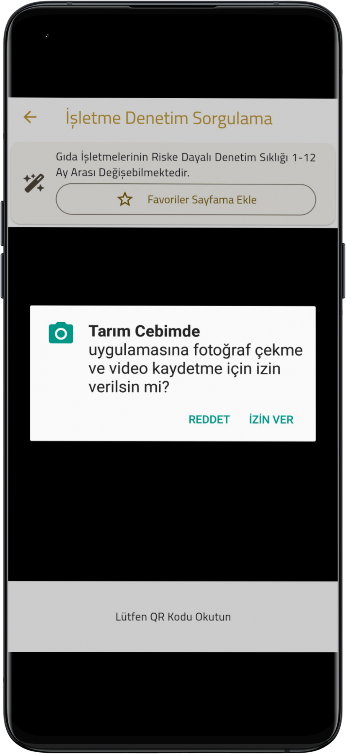 İşletme Denetim Sorgulama
Gıda İşletmelerinin Riske Dayalı Denetim Sıklığı 1-12
Ay Arası Değişebilmektedir.
Favoriler Sayfama Ekle
Tarım Cebimde
uygulamasına fotoğraf çekme
ve video kaydetme için izin
verilsin mi?
REDDET İZİN VER
Lütfen QR Kodu Okutun